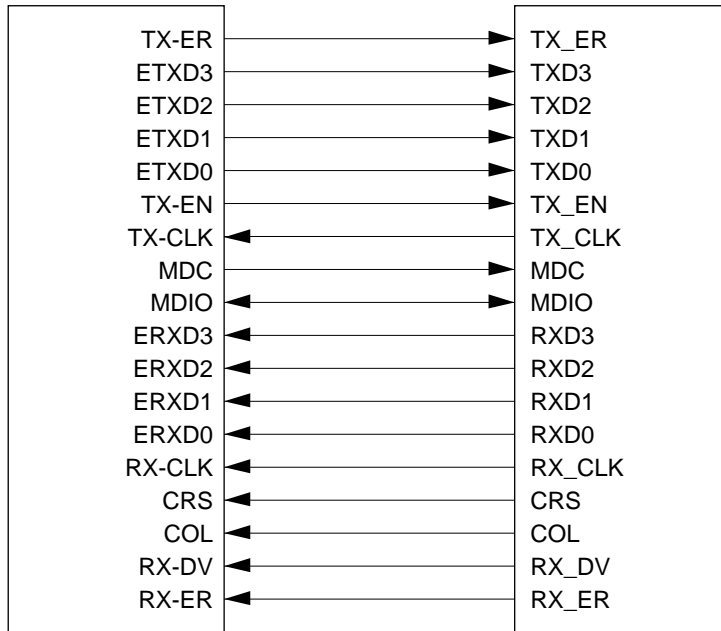 TX-ER TX_ER
ETXD3 TXD3
ETXD2 TXD2
ETXD1 TXD1
ETXD0 TXD0
TX-EN TX_EN
TX-CLK TX_CLK
MDC MDC
MDIO MDIO
ERXD3 RXD3
ERXD2 RXD2
ERXD1 RXD1
ERXD0 RXD0
RX-CLK RX_CLK
CRS CRS
COL COL
RX-DV RX_DV
RX-ER RX_ER